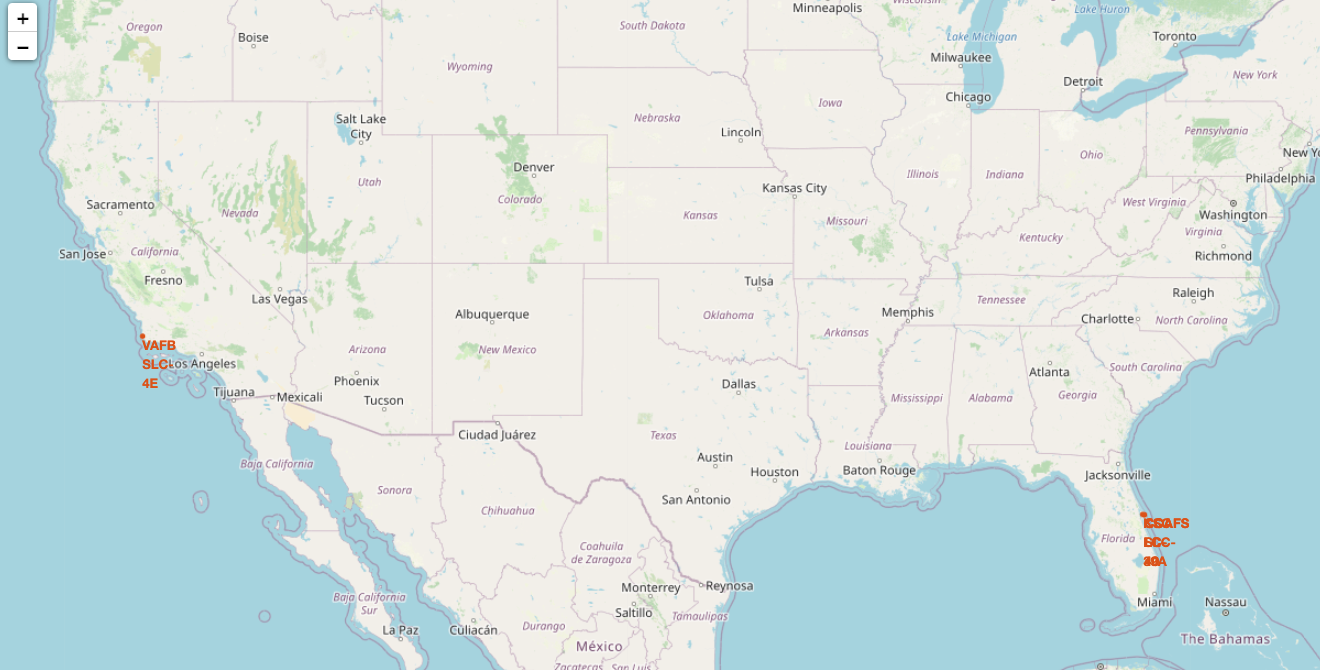 +
−
Oregon
Boise
Wyoming
South Dakota
Minneapolis
Wisconsin
Lake Michigan
Lake Huron
Toronto
Milwaukee
Detroit
New York
Chicago
Iowa
Salt Lake
City
Nebraska
Lincoln
Pennsylvania
Ohio
New Yo
Denver
Utah
Colorado
Kansas City
Illinois
Indiana
Philadelphia
Sacramento
Nevada
Kansas
Missouri
West Virginia
Washington
Virginia
Kentucky
San Jose
California
Richmond
Fresno
Las Vegas
Tulsa
Raleigh
Tennessee
Albuquerque
Oklahoma
Memphis
Charlotte
North Carolina
Arkansas
VAFB
SLC-
4E
Los Angeles
Arizona
New Mexico
Phoenix
Dallas
Atlanta
South Carolina
Tijuana
Mexicali
Tucson
Mississippi
Alabama
Georgia
Ciudad Juárez
Texas
Louisiana
Baja California
Austin
Houston
Baton Rouge
Jacksonville
Sonora
San Antonio
Chihuahua
Florida
Coahuila
de Zaragoza
Monterrey
Reynosa
Baja California
Sur
Saltillo
Tamaulipas
Miami
Nassau
La Paz
Culiacán
Durango
The Bahamas
México
Zacatecas
San Luis